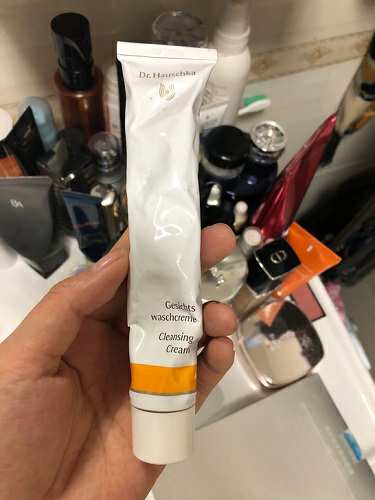 Dr. Hauschka
Gesichts
waschcreme
Cleansing
Cream